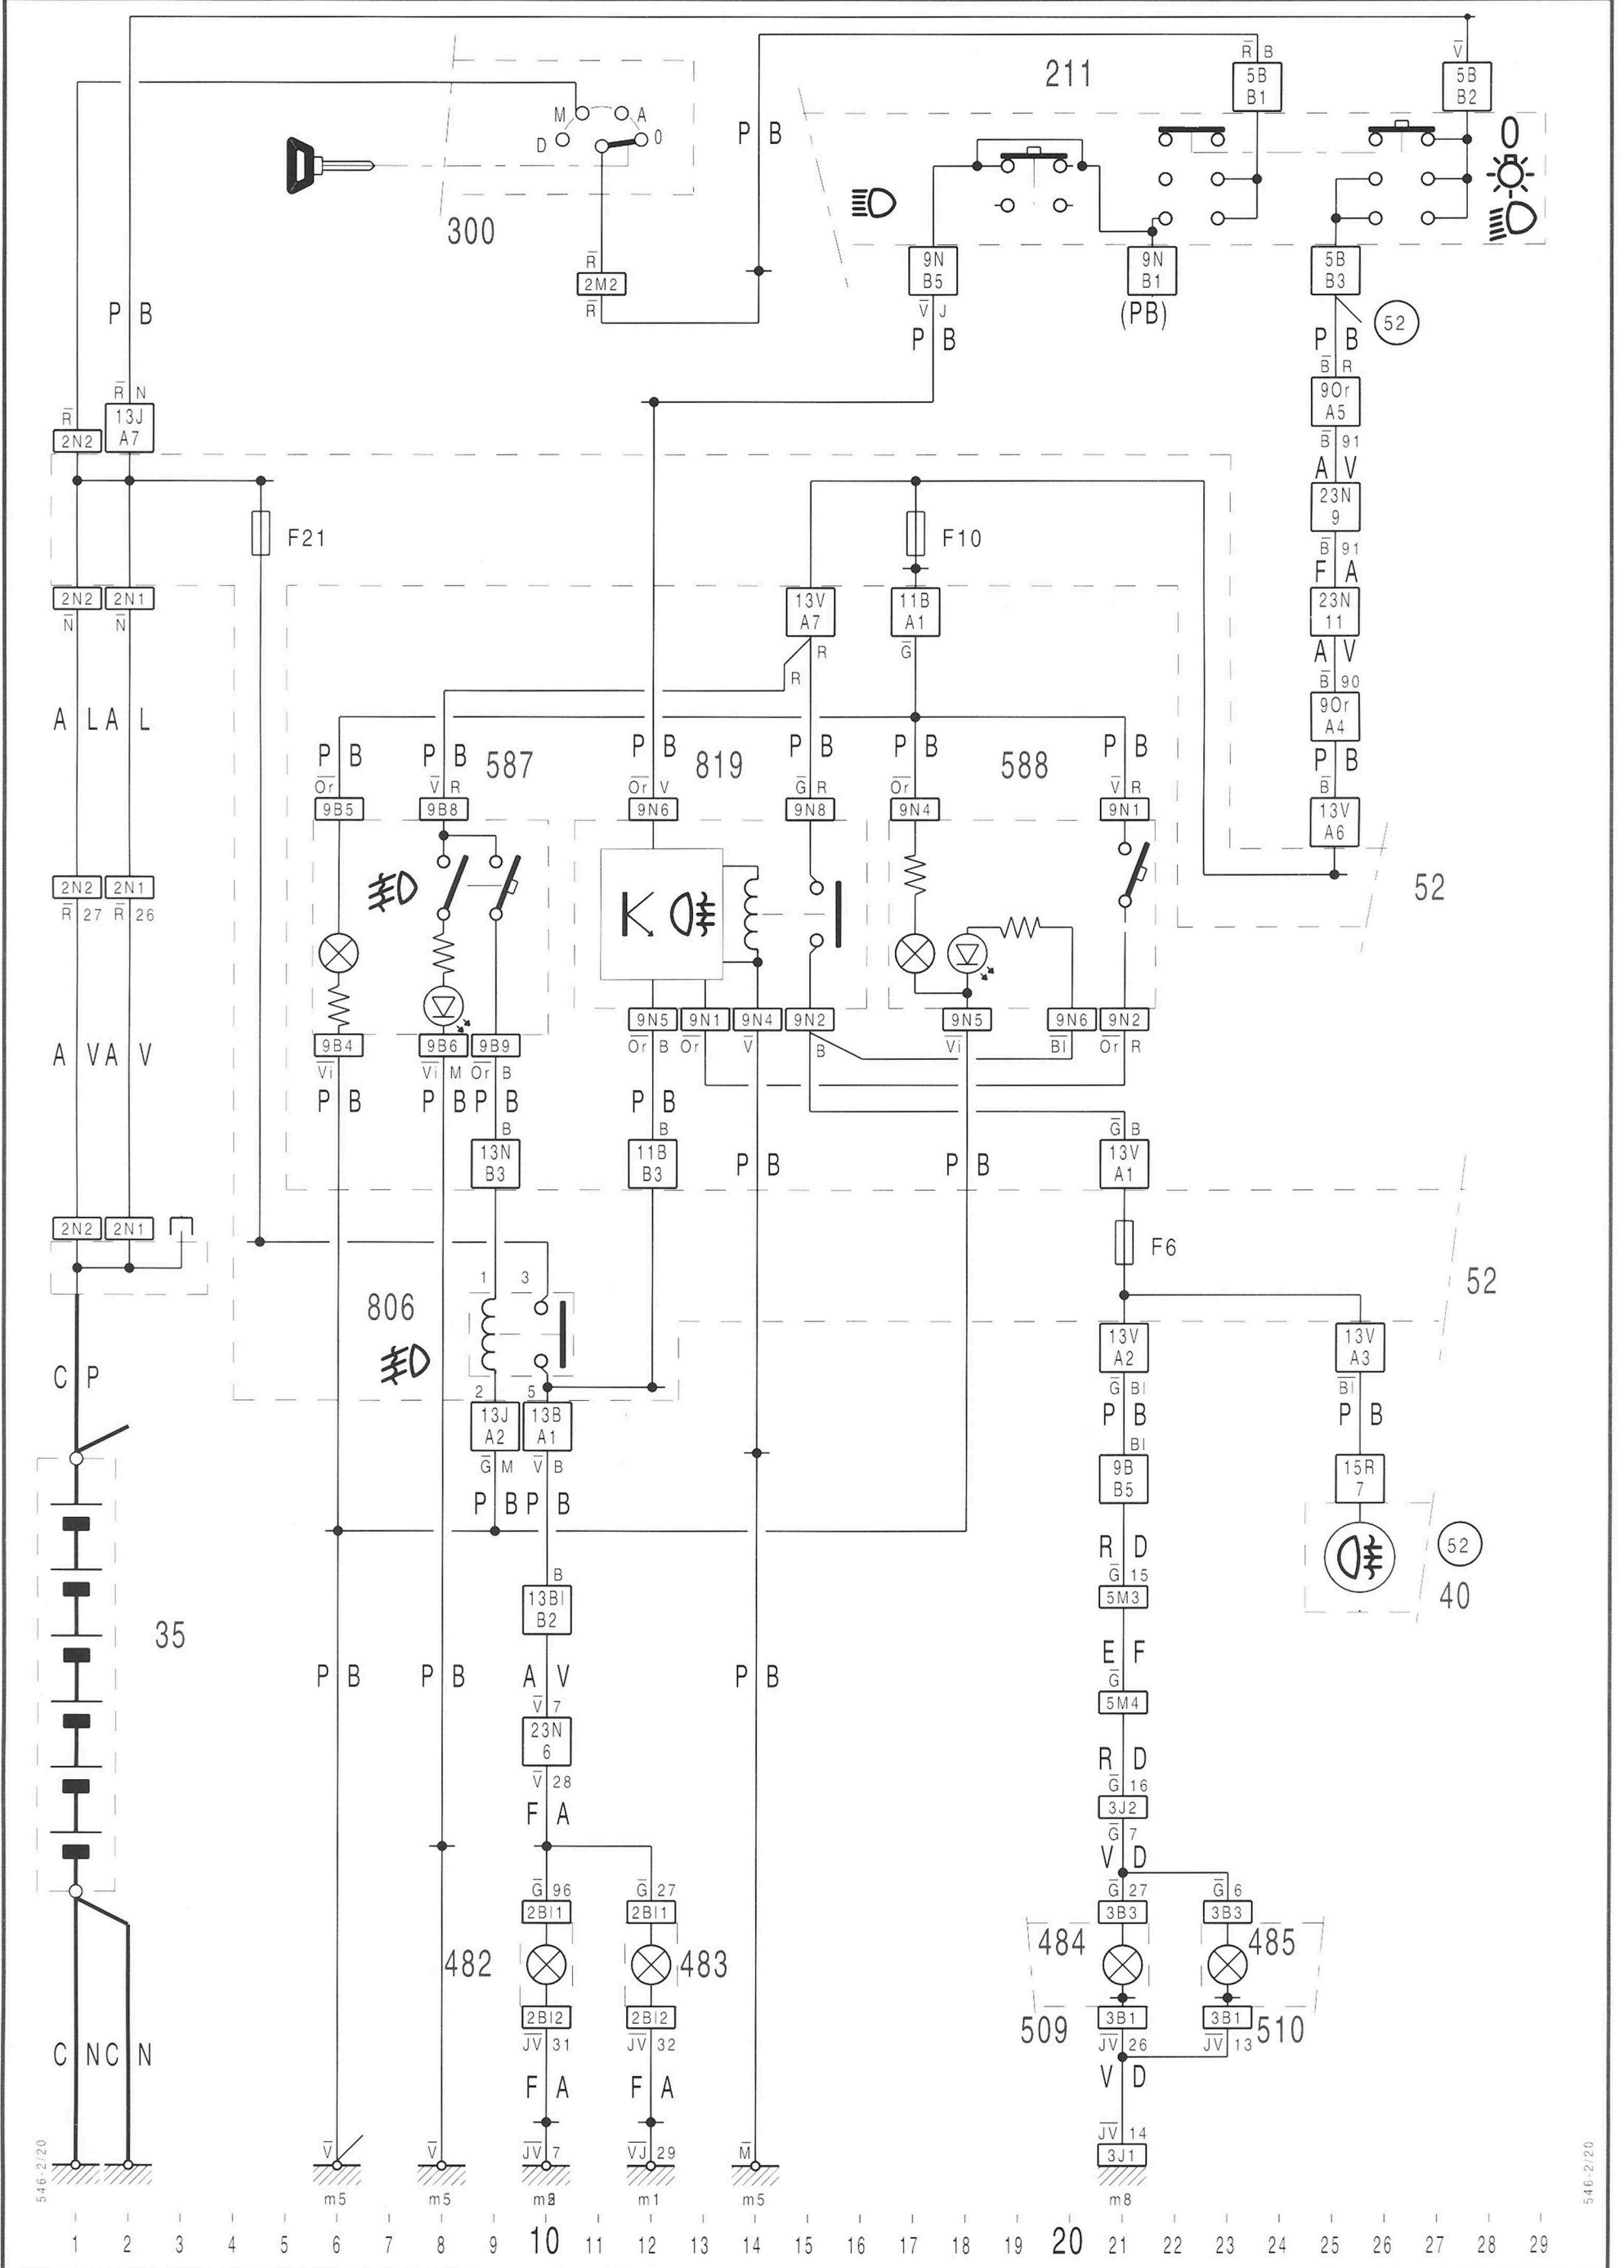 R B
V
5B
B1
5B
B2
211
M
A
D
0
0
P B
300
R
2M2
R
9N
B5
V J
P B
9N
B1
(PB)
5B
B3
52
P B
B R
9Or
A5
B 91
A V
23N
9
B 91
F A
23N
11
A V
B 90
9Or
A4
P B
B
13V
A6
52
P B
R
2N2
R N
13J
A7
F21
F10
2N2
2N1
N
N
13V
A7
R
R
11B
A1
G
A L A L
P B
Or
9B5
P B
V R
9B8
587
P B
Or V
9N6
819
P B
G R
9N8
P B
Or
9N4
588
P B
V R
9N1
2N2
2N1
R 27
R 26
K
9B4
Vi
P B
9B6
Vi M
P B
9B9
Or B
P B
9N5
Or B
P B
9N1
Or
9N4
V
9N2
B
9N5
Vi
9N6
Bl
9N2
Or R
A V A V
B
13N
B3
B
11B
B3
P B
P B
G B
13V
A1
2N2
2N1
F6
52
1
3
806
2
5
13J
A2
G M
P B
13B
A1
V B
P B
13V
A2
G Bl
P B
Bl
9B
B5
13V
A3
Bl
P B
15R
7
52
40
C P
35
B
13Bl
B2
P B
P B
A V
V 7
23N
6
V 28
F A
P B
R D
G 15
5M3
E F
G
5M4
R D
G 16
3J2
G 7
V D
G 96
2Bl1
482
2Bl2
JV 31
F A
JV 7
G 27
2Bl1
483
2Bl2
JV 32
F A
VJ 29
G 27
3B3
484
509
3B1
JV 26
V D
JV 14
3J1
G 6
3B3
485
3B1
510
JV 13
C N C N
V
V
M
m5
m5
m1
m5
m8
546-2/20
546-2/20
1 2 3 4 5 6 7 8 9 10 11 12 13 14 15 16 17 18 19 20 21 22 23 24 25 26 27 28 29